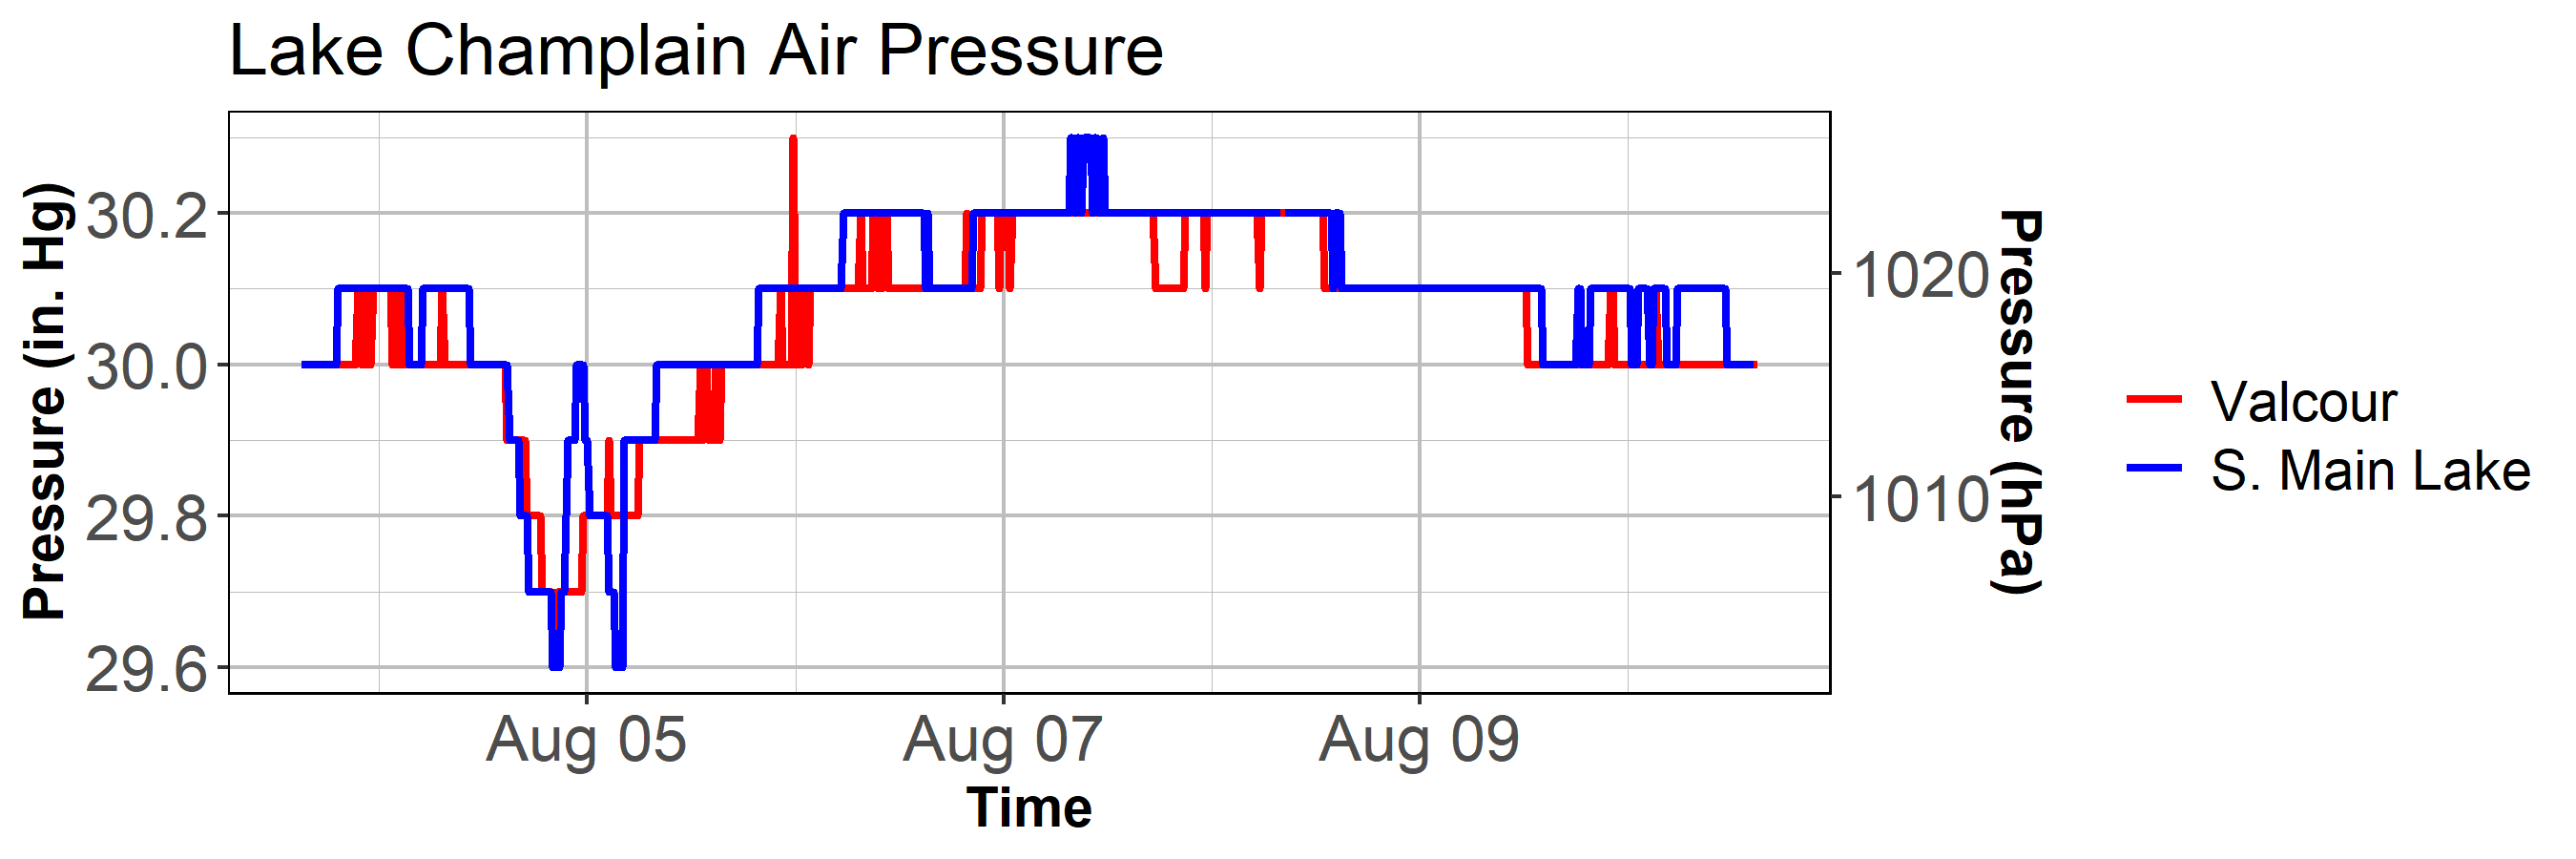 Lake Champlain Air Pressure
Pressure (in. Hg)
30.2
30.0
29.8
29.6
1020
1010
Pressure (hPa)
Aug 05 Aug 07 Aug 09
Time
Valcour
S. Main Lake